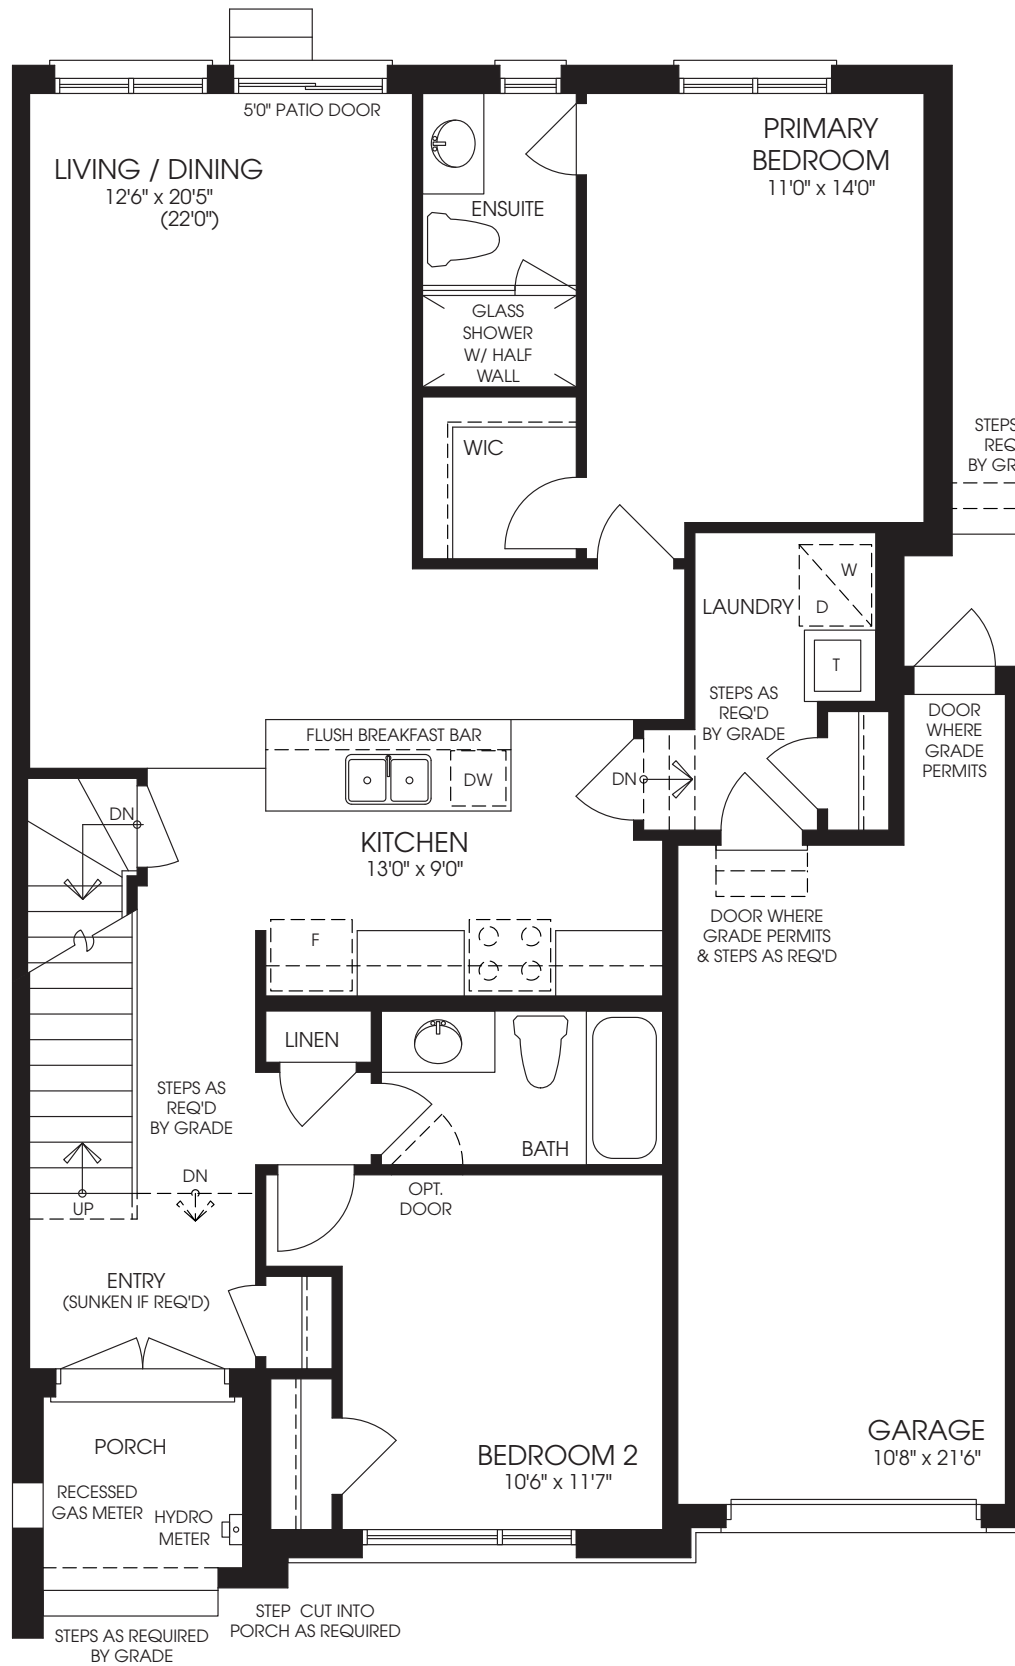 5'0" PATIO DOOR
LIVING / DINING
12'6" x 20'5"
(22'0")
ENSUITE
GLASS
SHOWER
W/ HALF
WALL
WIC
PRIMARY
BEDROOM
11'0" x 14'0"
STEPS
REQ
BY GR
LAUNDRY
W
D
T
STEPS AS
REQ'D
BY GRADE
DOOR
WHERE
GRADE
PERMITS
FLUSH BREAKFAST BAR
DW
DN
DN
KITCHEN
13'0" x 9'0"
F
DOOR WHERE
GRADE PERMITS
& STEPS AS REQ'D
LINEN
STEPS AS
REQ'D
BY GRADE
BATH
DN
UP
OPT.
DOOR
ENTRY
(SUNKEN IF REQ'D)
PORCH
RECESSED
GAS METER
HYDRO
METER
BEDROOM 2
10'6" x 11'7"
GARAGE
10'8" x 21'6"
STEP CUT INTO
PORCH AS REQUIRED
STEPS AS REQUIRED
BY GRADE